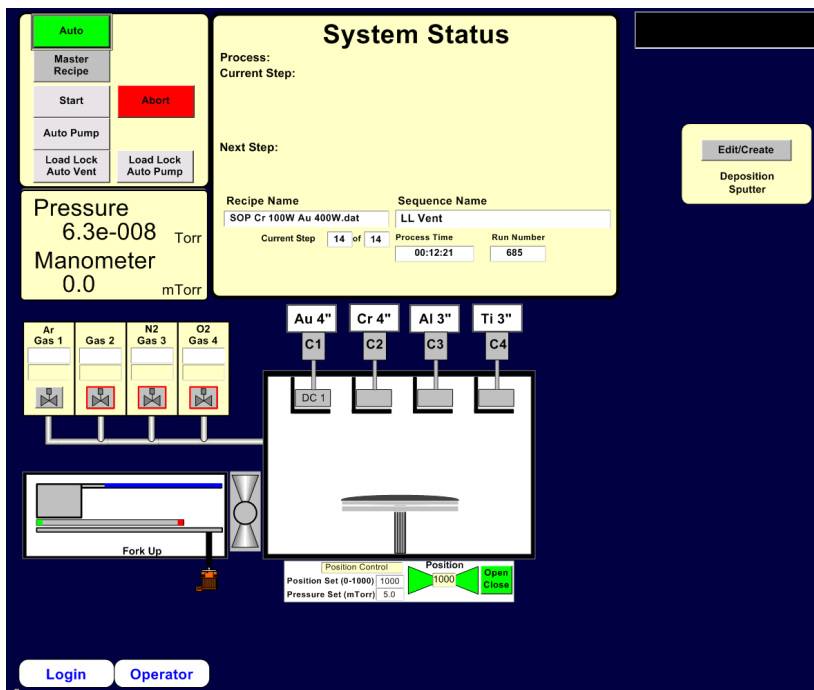 Auto
Master
Recipe
Start
Abort
Auto Pump
Load Lock
Auto Vent
Load Lock
Auto Pump
System Status
Process:
Current Step:
Next Step:
Recipe Name
Sequence Name
SOP Cr 100W Au 400W.dat
LL Vent
Current Step 14 of 14
Process Time
00:12:21
Run Number
685
Edit/Create
Deposition
Sputter
Pressure
6.3e-008 Torr
Manometer
0.0 mTorr
Ar
Gas 1
Gas 2
N2
Gas 3
O2
Gas 4
Au 4"
Cr 4"
Al 3"
Ti 3"
C1
C2
C3
C4
DC 1
Fork Up
Position Control
Position Set (0-1000) 1000
Pressure Set (mTorr) 5.0
Position
1000
Open
Close
Login
Operator